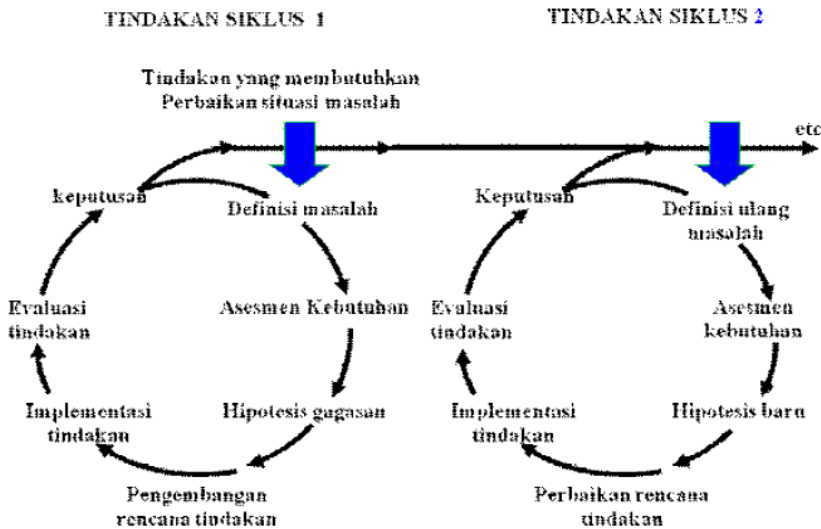 TINDAKAN SIKLUS 1
Tindakan yang membutuhkan
Perbaikan situasi masalah
keputusan
Definisi masalah
Asesmen Kebutuhan
Hipotesis gagasan
Pengembangan
rencana tindakan
Implementasi
tindakan
Evaluasi
tindakan
TINDAKAN SIKLUS 2
etc
Keputusan
Definisi ulang
masalah
Asesmen
kebutuhan
Hipotesis baru
Perbaikan rencana
tindakan
Implementasi
tindakan
Evaluasi
tindakan